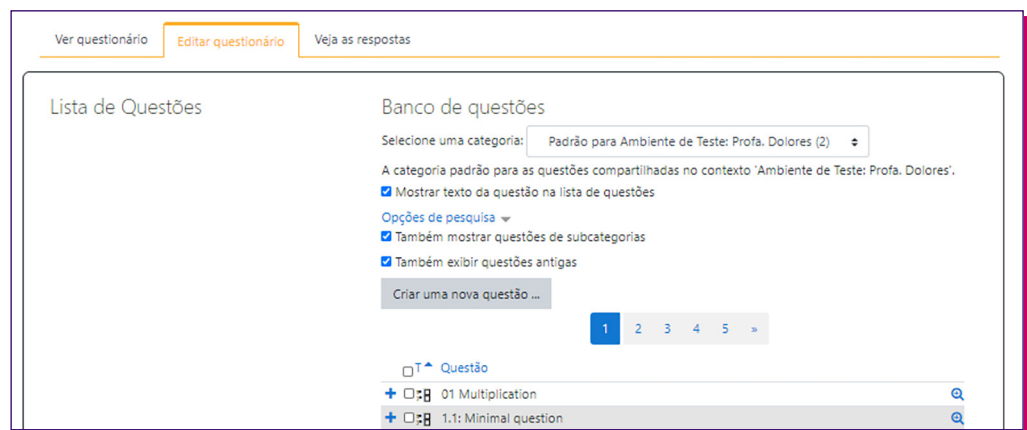 Ver questionário
Editar questionário
Veja as respostas
Lista de Questões
Banco de questões
Selecione uma categoria: Padrão para Ambiente de Teste: Profa. Dolores (2)
A categoria padrão para as questões compartilhadas no contexto 'Ambiente de Teste: Profa. Dolores'.
Mostrar texto da questão na lista de questões
Opções de pesquisa
Também mostrar questões de subcategorias
Também exibir questões antigas
Criar uma nova questão ...
1 2 3 4 5 »
T Questão
01 Multiplication
1.1: Minimal question